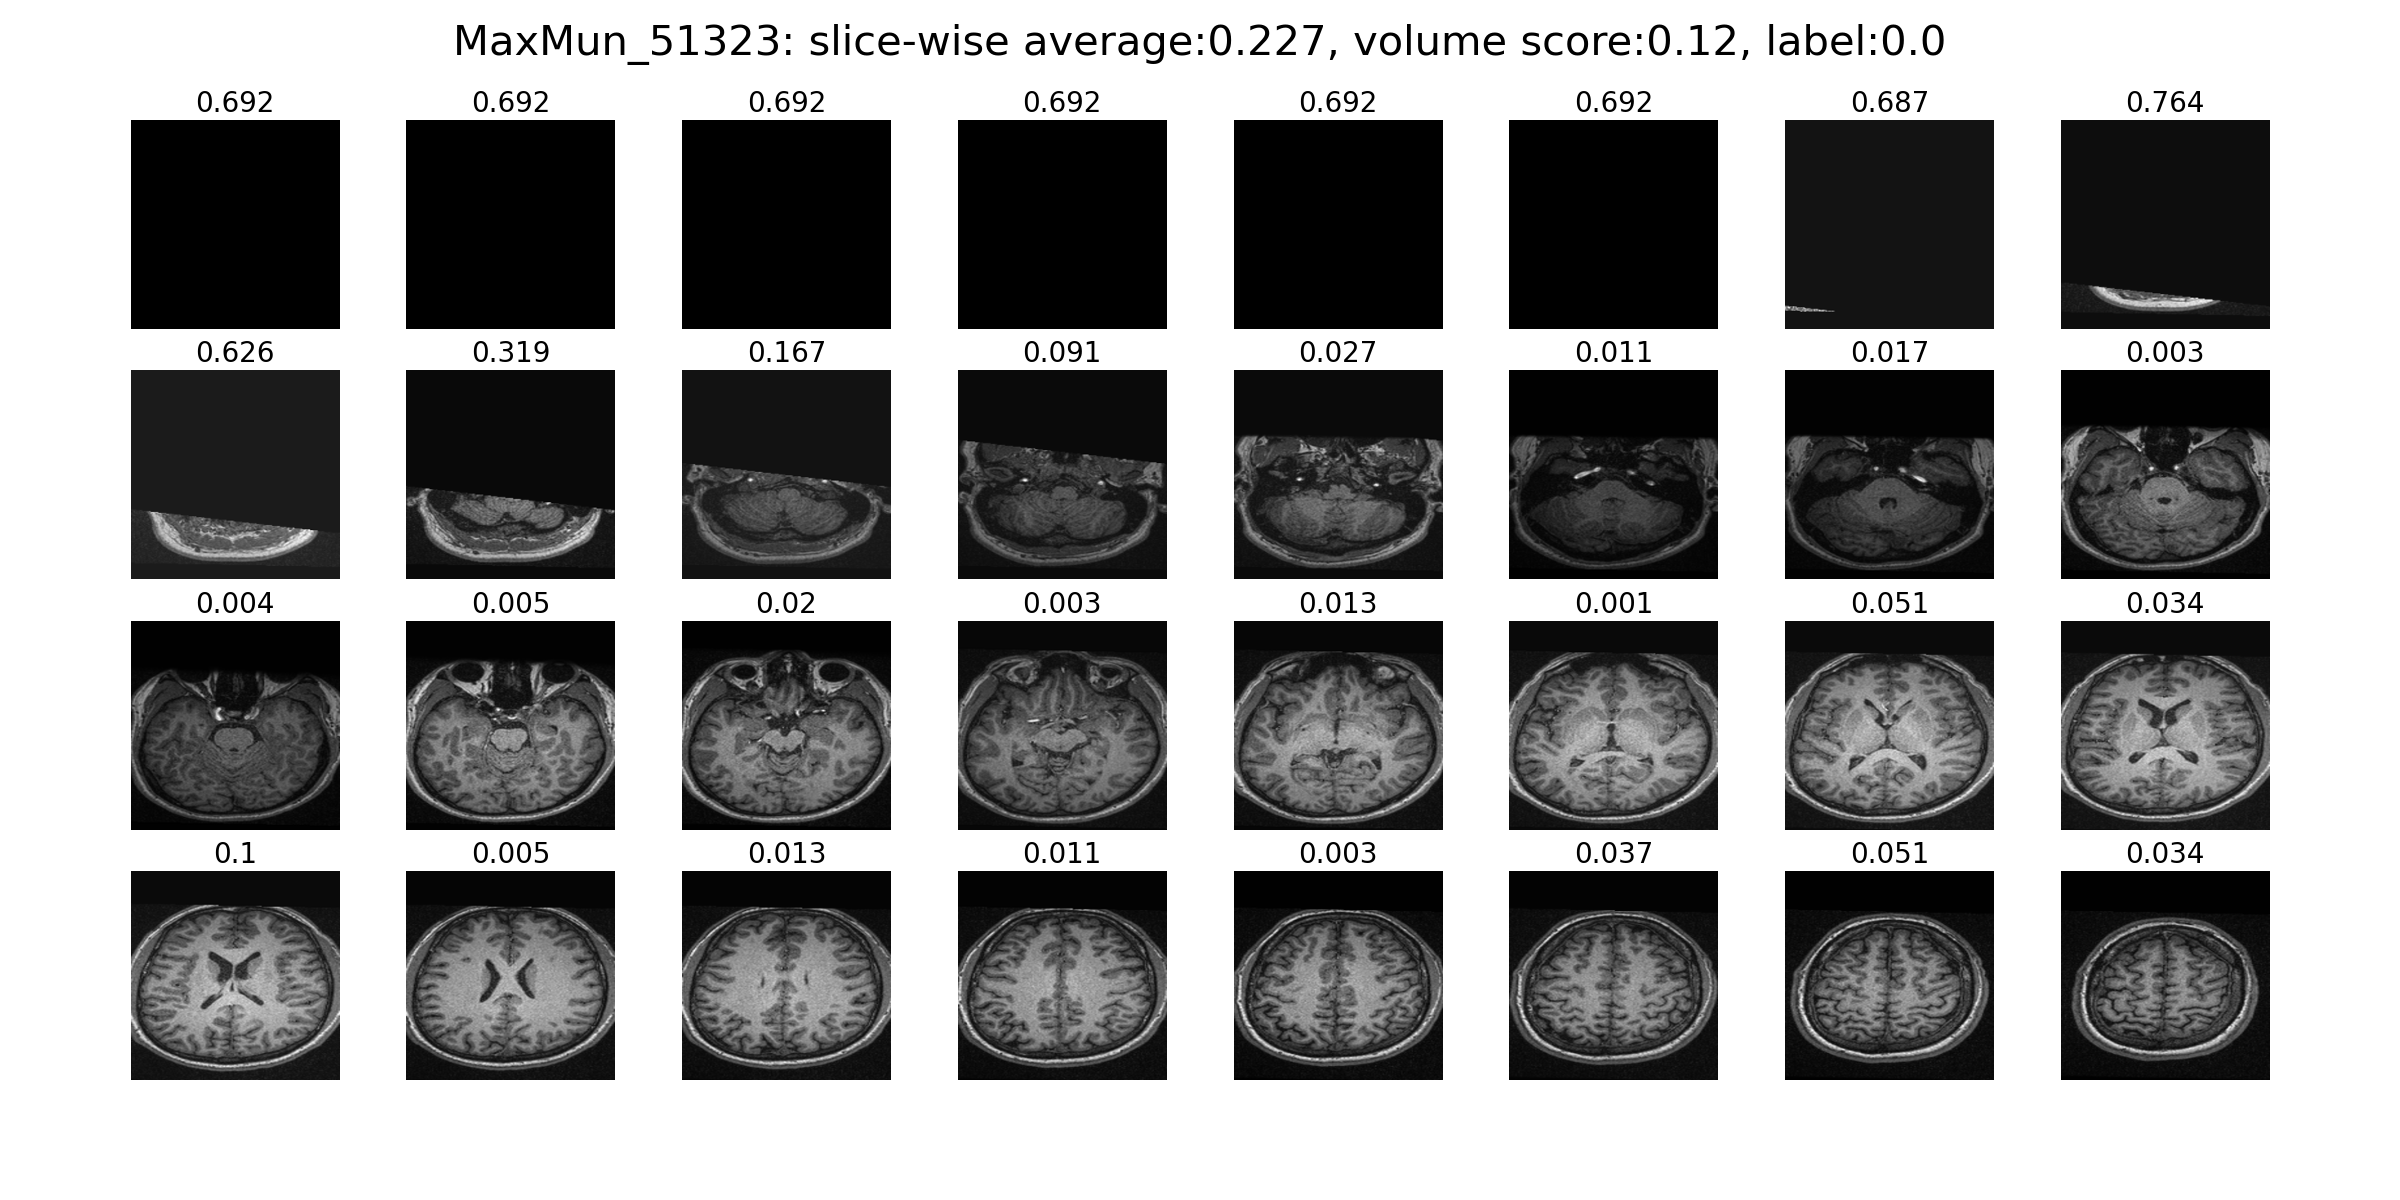 MaxMun_51323: slice-wise average:0.227, volume score:0.12, label:0.0
0.692 0.692 0.692 0.692 0.692 0.692 0.687 0.764
0.626 0.319 0.167 0.091 0.027 0.011 0.017 0.003
0.004 0.005 0.02 0.003 0.013 0.001 0.051 0.034
0.1 0.005 0.013 0.011 0.003 0.037 0.051 0.034